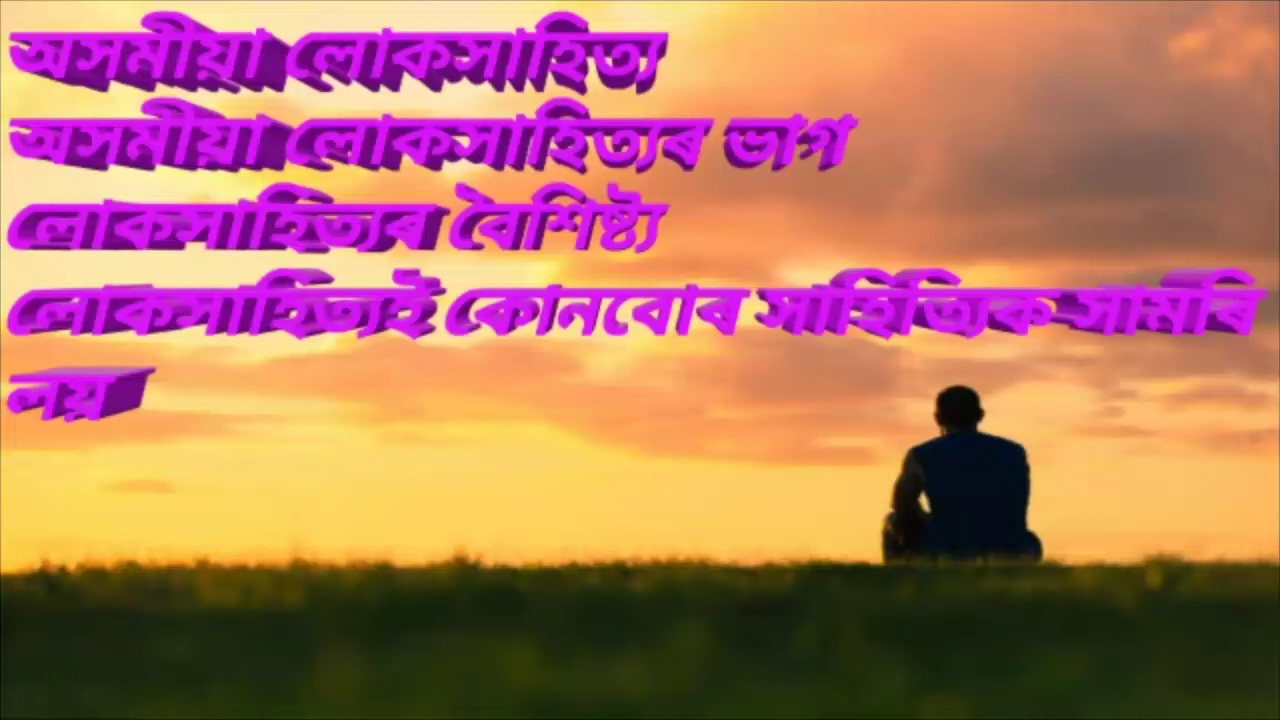 অসমীয়া লোকসাহিত্য
অসমীয়া লোকসাহিত্যৰ ভাগ
লোকসাহিত্যৰ বৈশিষ্ট্য
লোকসাহিত্যই কোনবোৰ সাহিত্যিক-সামৰি
লয়